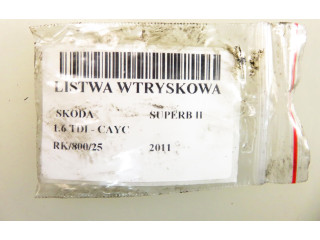 LISTWA WTRYSKOWA
SKODA SUPERB II
1.6 TDI - CAYC
RK/800/25 2011